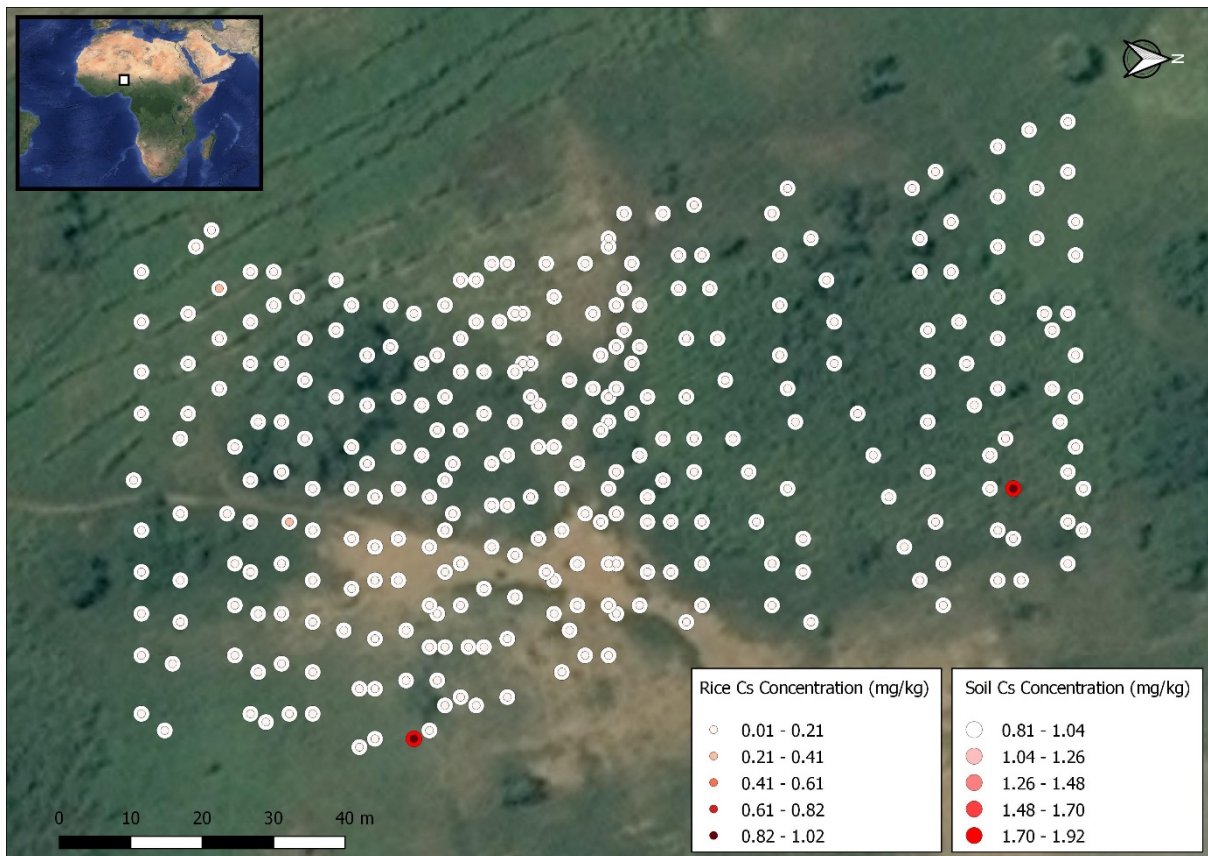 N
Rice Cs Concentration (mg/kg)
0.01 - 0.21
0.21 - 0.41
0.41 - 0.61
0.61 - 0.82
0.82 - 1.02
Soil Cs Concentration (mg/kg)
0.81 - 1.04
1.04 - 1.26
1.26 - 1.48
1.48 - 1.70
1.70 - 1.92
0 10 20 30 40 m